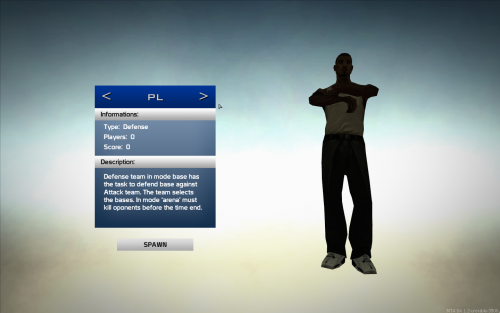 < PL >
Informations:
Type: Defense
Players: 0
Score: 0
Description:
Defense team in mode base has
the task to defend base against
Attack team. The team selects
the bases. In mode 'arena' must
kill oponents before the time end.
SPAWN